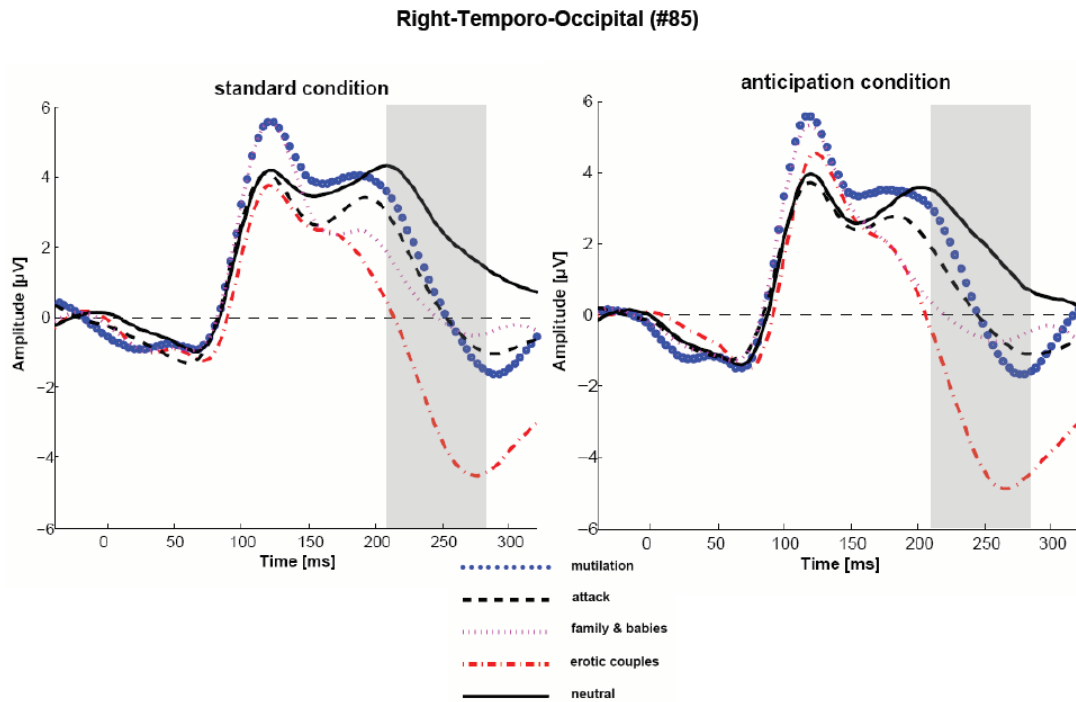 Right-Temporo-Occipital (#85)
standard condition
6
4
2
0
−2
−4
−6
Amplitude [µV]
0 50 100 150 200 250 300
Time [ms]
anticipation condition
6
4
2
0
−2
−4
−6
Amplitude [µV]
0 50 100 150 200 250 300
Time [ms]
mutilation
attack
family & babies
erotic couples
neutral